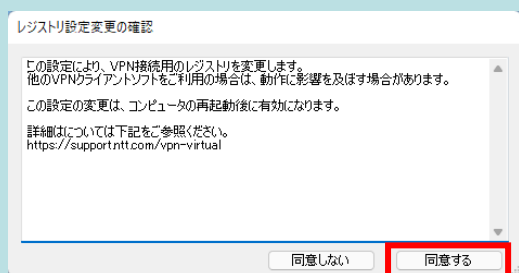 レジストリ設定変更の確認
この設定により、VPN接続用のレジストリを変更します。
他のVPNクライアントソフトをご利用の場合は、動作に影響を及ぼす場合があります。
この設定の変更は、コンピュータの再起動後に有効になります。
詳細はについては下記をご参照ください。
https://support.ntt.com/vpn-virtual
同意しない
同意する